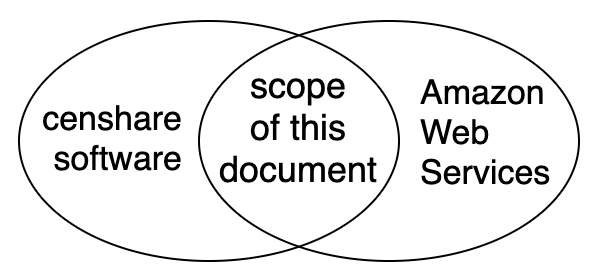 censhare
software
scope
of this
document
Amazon
Web
Services